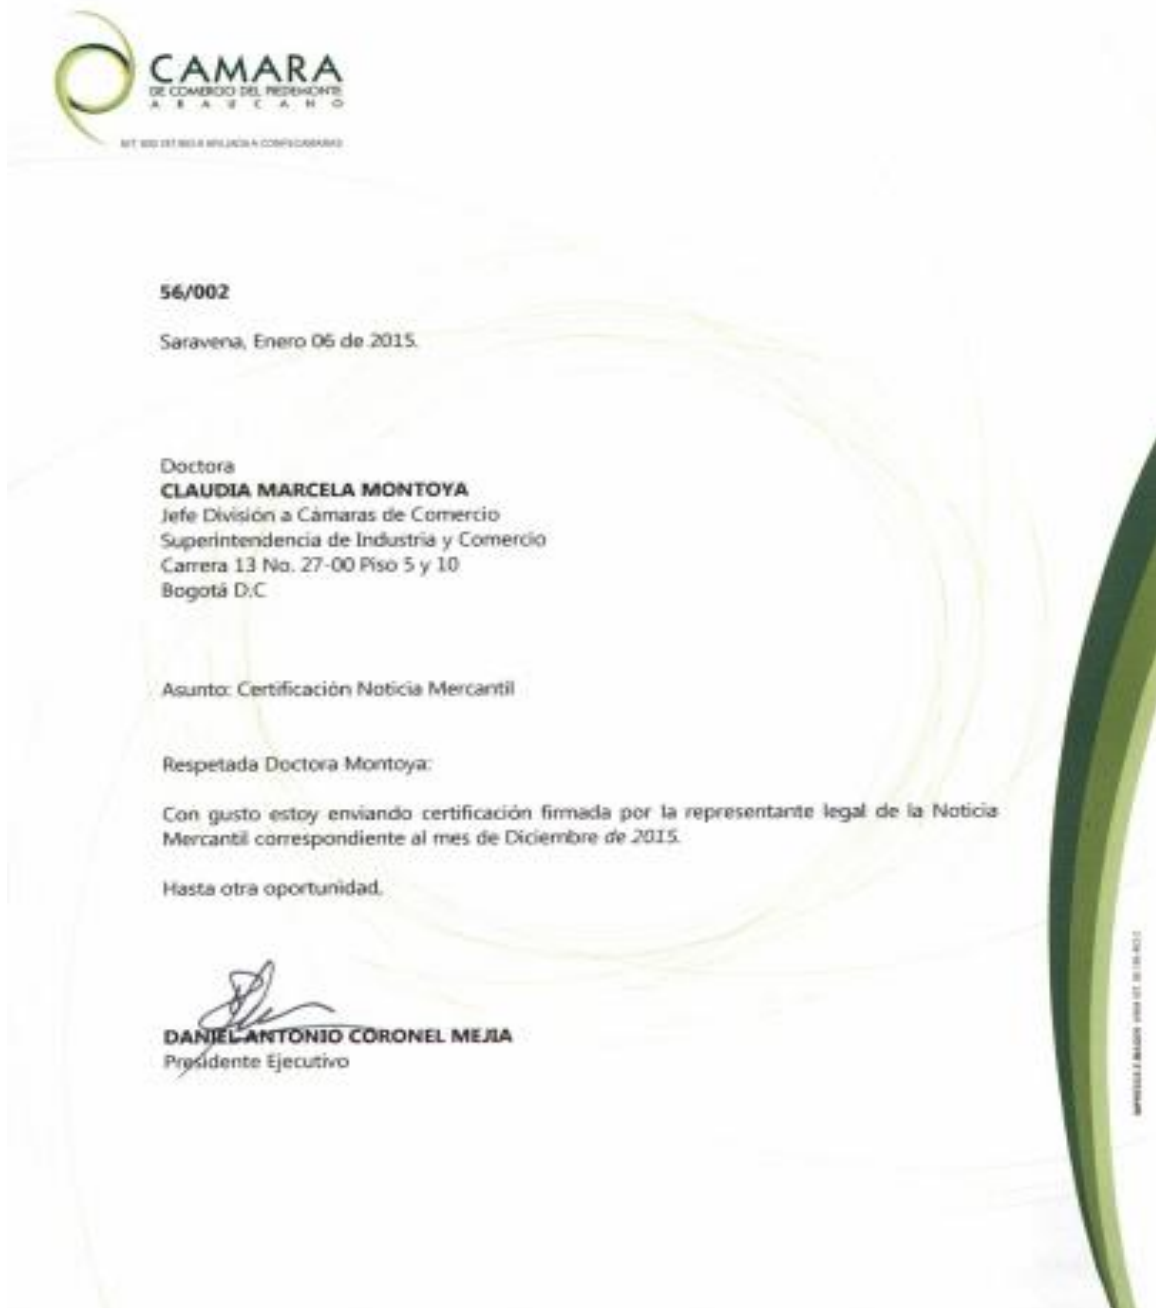 CAMARA
DE COMERCIO DEL PIEDEMONTE
ARAUCANO
56/002
Saravena, Enero 06 de 2015.
Doctora
CLAUDIA MARCELA MONTOYA
Jefe División a Cámaras de Comercio
Superintendencia de Industria y Comercio
Carrera 13 No. 27-00 Piso 5 y 10
Bogotá D.C
Asunto: Certificación Noticia Mercantil
Respetada Doctora Montoya:
Con gusto estoy enviando certificación firmada por la representante legal de la Noticia
Mercantil correspondiente al mes de Diciembre de 2015.
Hasta otra oportunidad,
DANIEL ANTONIO CORONEL MEJIA
Presidente Ejecutivo